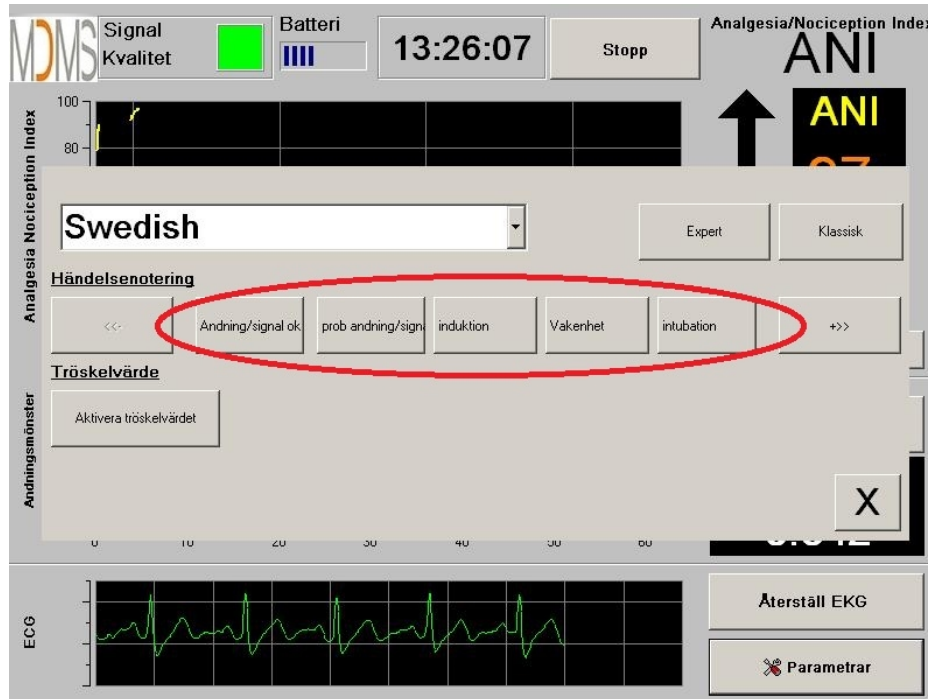 MDMS
Signal
Kvalitet
Batteri
13:26:07
Stopp
Analgesia/Nociception Index
ANI
Analgesia Nociception Index
100
80
ANI
Swedish
Expert
Klassisk
Händelsenotering
<<-
Andning/signal ok
prob andning/sign
induktion
Vakenhet
intubation
+>>
Tröskelvärde
Aktivera tröskelvärdet
X
Andningsmönster
0 10 20 30 40 50 60
ECG
Återställ EKG
Parametrar